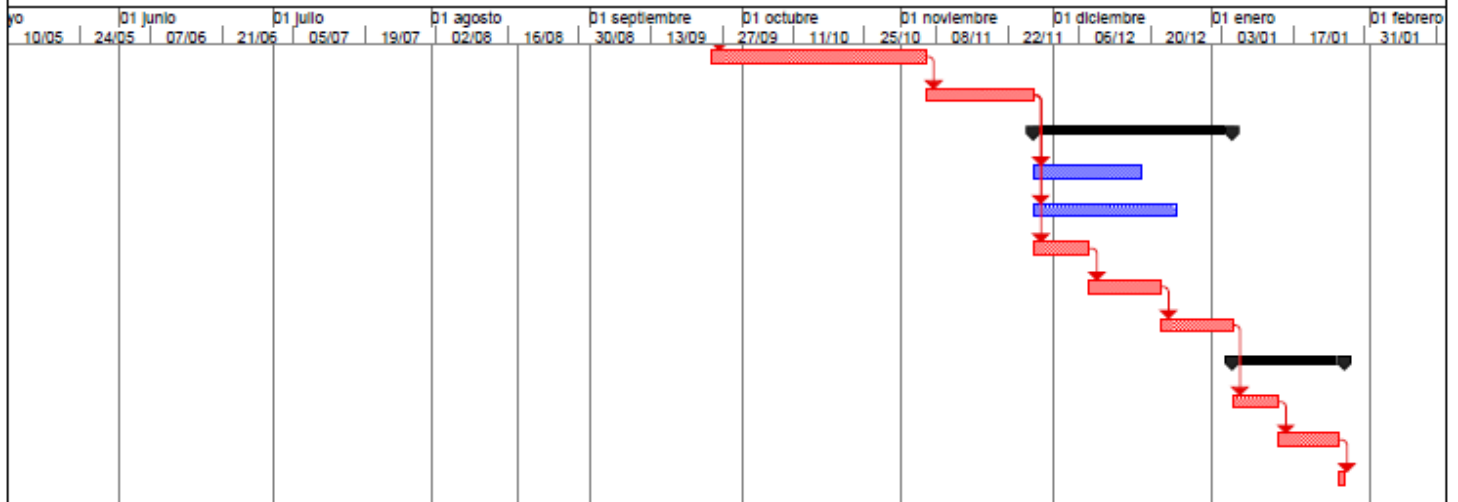 yo 01 junio 01 julio 01 agosto 01 septiembre 01 octubre 01 noviembre 01 diciembre 01 enero 01 febrero
10/05 24/05 07/06 21/06 05/07 19/07 02/08 16/08 30/08 13/09 27/09 11/10 25/10 08/11 22/11 06/12 20/12 03/01 17/01 31/01